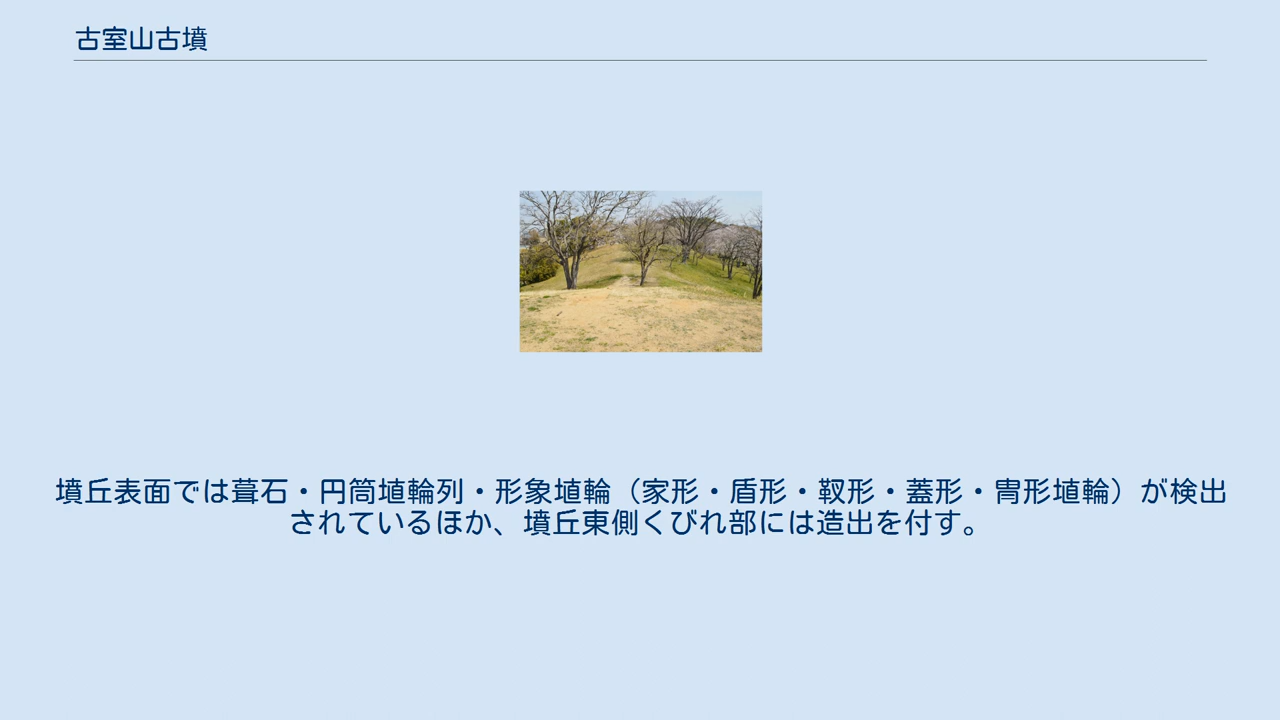 古室山古墳
墳丘表面では葺石・円筒埴輪列・形象埴輪（家形・盾形・靫形・蓋形・冑形埴輪）が検出
されているほか、墳丘東側くびれ部には造出を付す。